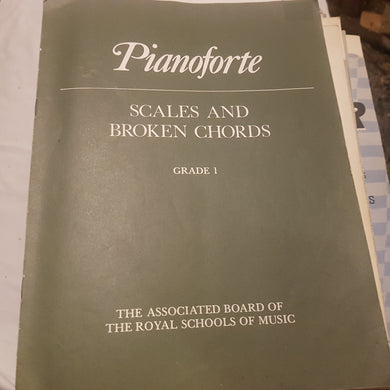 Pianoforte
SCALES AND
BROKEN CHORDS
GRADE 1
THE ASSOCIATED BOARD OF
THE ROYAL SCHOOLS OF MUSIC
R
S
S